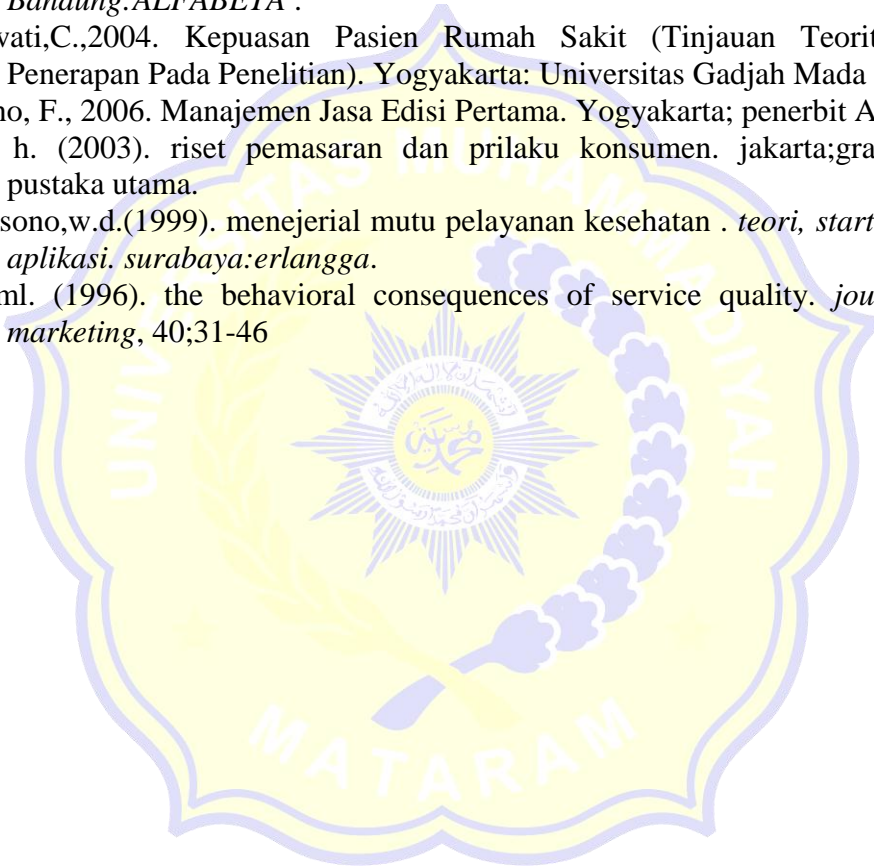 Bandung:ALFABETA .
wati,C.,2004. Kepuasan Pasien Rumah Sakit (Tinjauan Teorit
Penerapan Pada Penelitian). Yogyakarta: Universitas Gadjah Mada
no, F., 2006. Manajemen Jasa Edisi Pertama. Yogyakarta; penerbit A
h. (2003). riset pemasaran dan prilaku konsumen. jakarta;gra
pustaka utama.
sono,w.d.(1999). menejerial mutu pelayanan kesehatan . teori, start
aplikasi. surabaya:erlangga.
ml. (1996). the behavioral consequences of service quality. jou
marketing, 40;31-46
UNIVERSITAS MUHAMMADIYAH
MATARAM